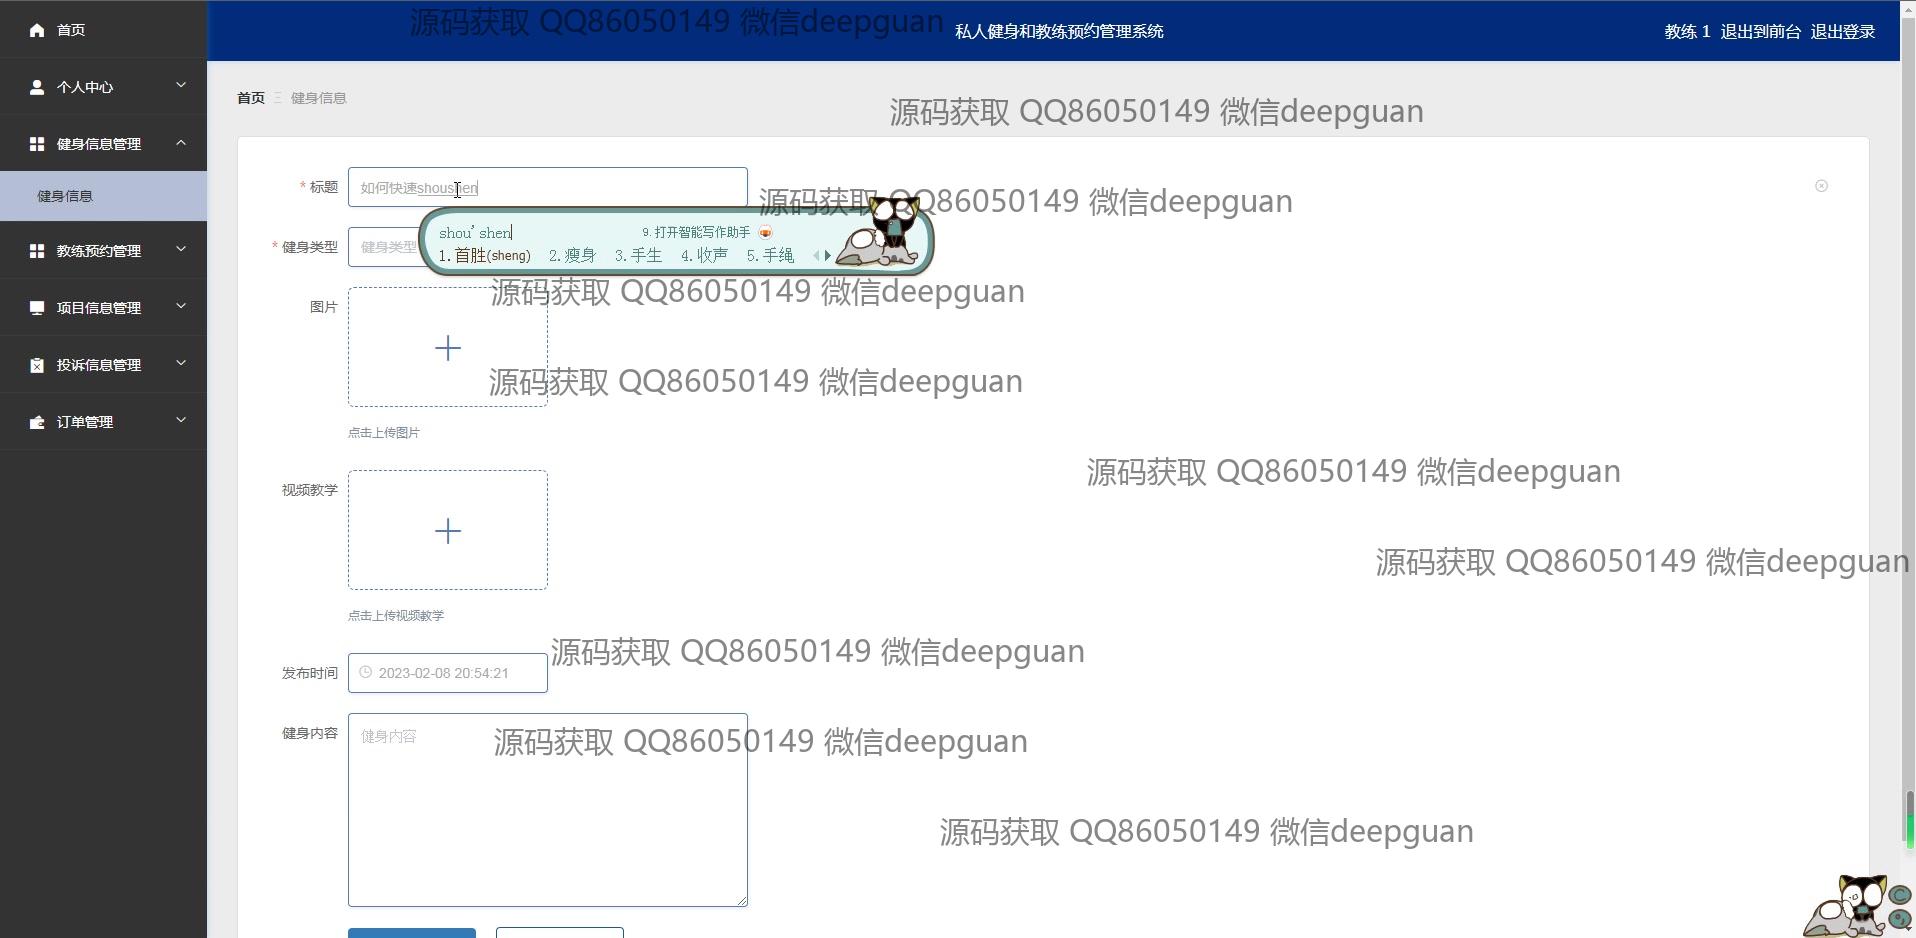 源码获取 QQ86050149 微信deepguan
首页
私人健身和教练预约管理系统
教练 1 退出到前台 退出登录
个人中心
首页 健身信息
源码获取 QQ86050149 微信deepguan
健身信息管理
* 标题 如何快速shoushen
健身信息
源码获取 QQ86050149 微信deepguan
shou'shen 9. 打开智能写作助手
* 健身类型 健身类型
1. 首胜(sheng) 2. 瘦身 3. 手生 4. 收声 5. 手绳
教练预约管理
源码获取 QQ86050149 微信deepguan
图片
项目信息管理
投诉信息管理
源码获取 QQ86050149 微信deepguan
订单管理
点击上传图片
源码获取 QQ86050149 微信deepguan
视频教学
源码获取 QQ86050149 微信deepguan
点击上传视频教学
源码获取 QQ86050149 微信deepguan
发布时间 2023-02-08 20:54:21
健身内容 健身内容
源码获取 QQ86050149 微信deepguan
源码获取 QQ86050149 微信deepguan